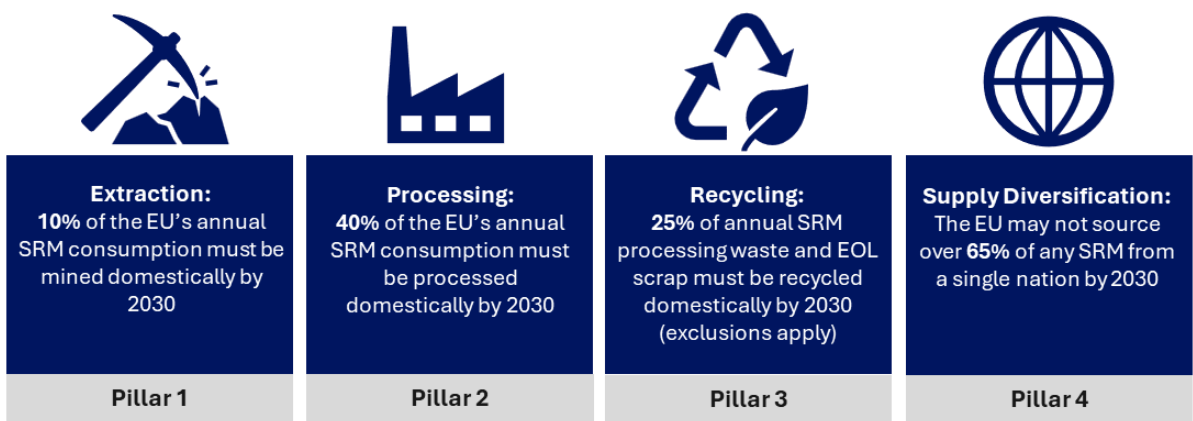 Extraction:
10% of the EU’s annual
SRM consumption must be
mined domestically by
2030
Pillar 1
Processing:
40% of the EU’s annual
SRM consumption must
be processed
domestically by 2030
Pillar 2
Recycling:
25% of annual SRM
processing waste and EOL
scrap must be recycled
domestically by 2030
(exclusions apply)
Pillar 3
Supply Diversification:
The EU may not source
over 65% of any SRM from
a single nation by 2030
Pillar 4